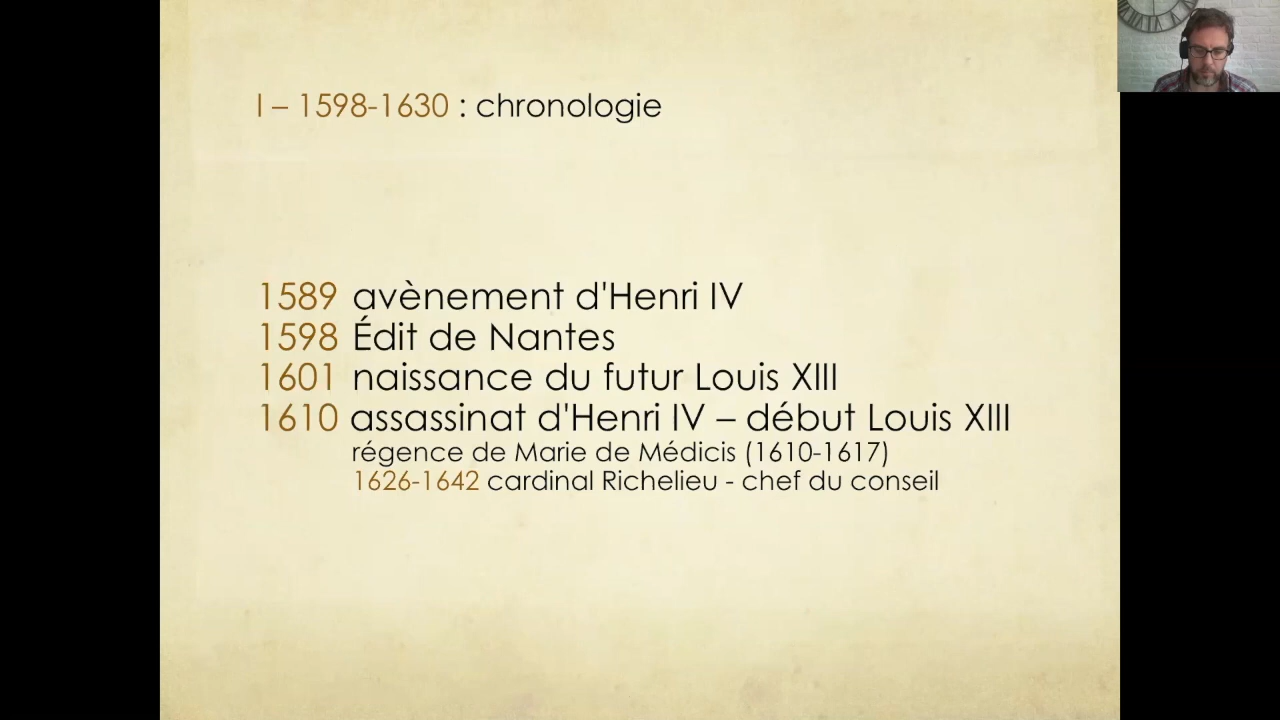 I – 1598-1630 : chronologie
1589 avènement d'Henri IV
1598 Édit de Nantes
1601 naissance du futur Louis XIII
1610 assassinat d'Henri IV – début Louis XIII
régence de Marie de Médicis (1610-1617)
1626-1642 cardinal Richelieu - chef du conseil